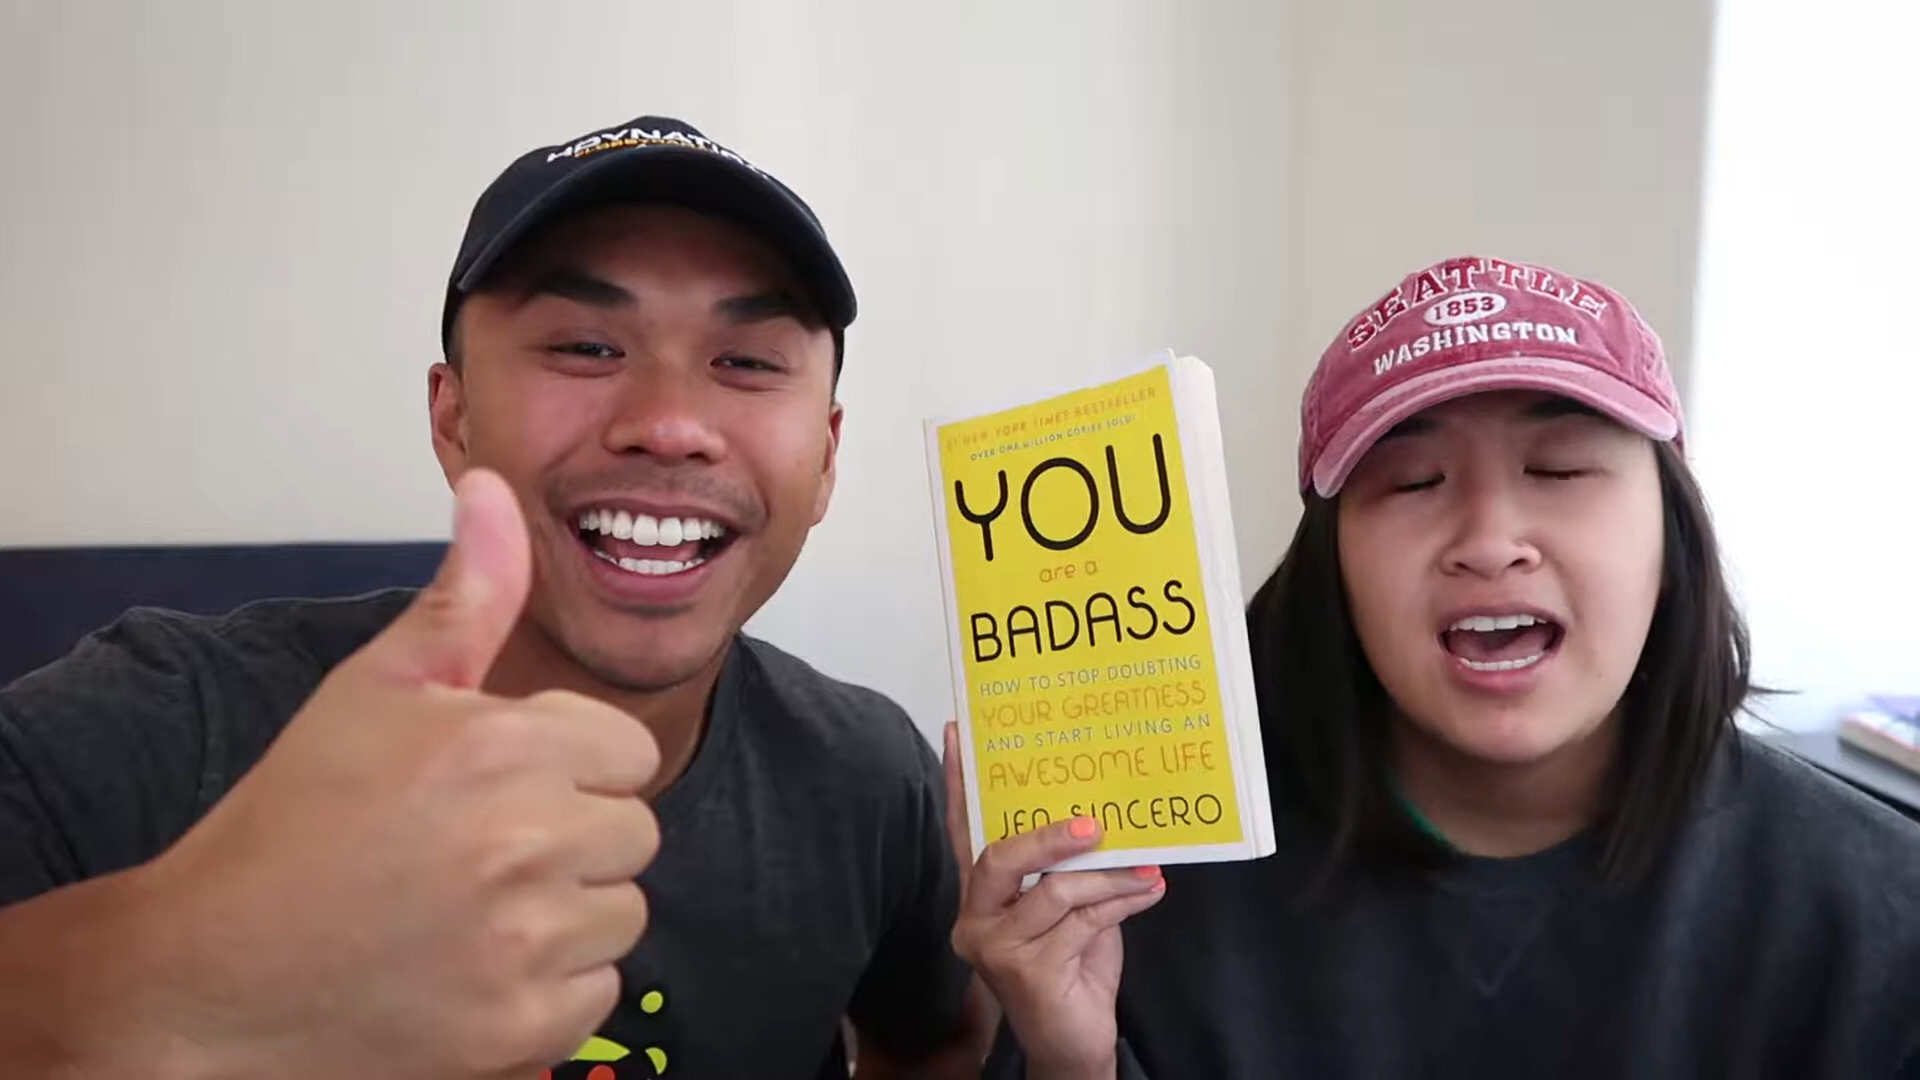 HDYNATION
SEATTLE
1853
WASHINGTON
#1 NEW YORK TIMES BESTSELLER
OVER ONE MILLION COPIES SOLD!
YOU
are a
BADASS
HOW TO STOP DOUBTING
YOUR GREATNESS
AND START LIVING AN
AWESOME LIFE
JEN SINCERO